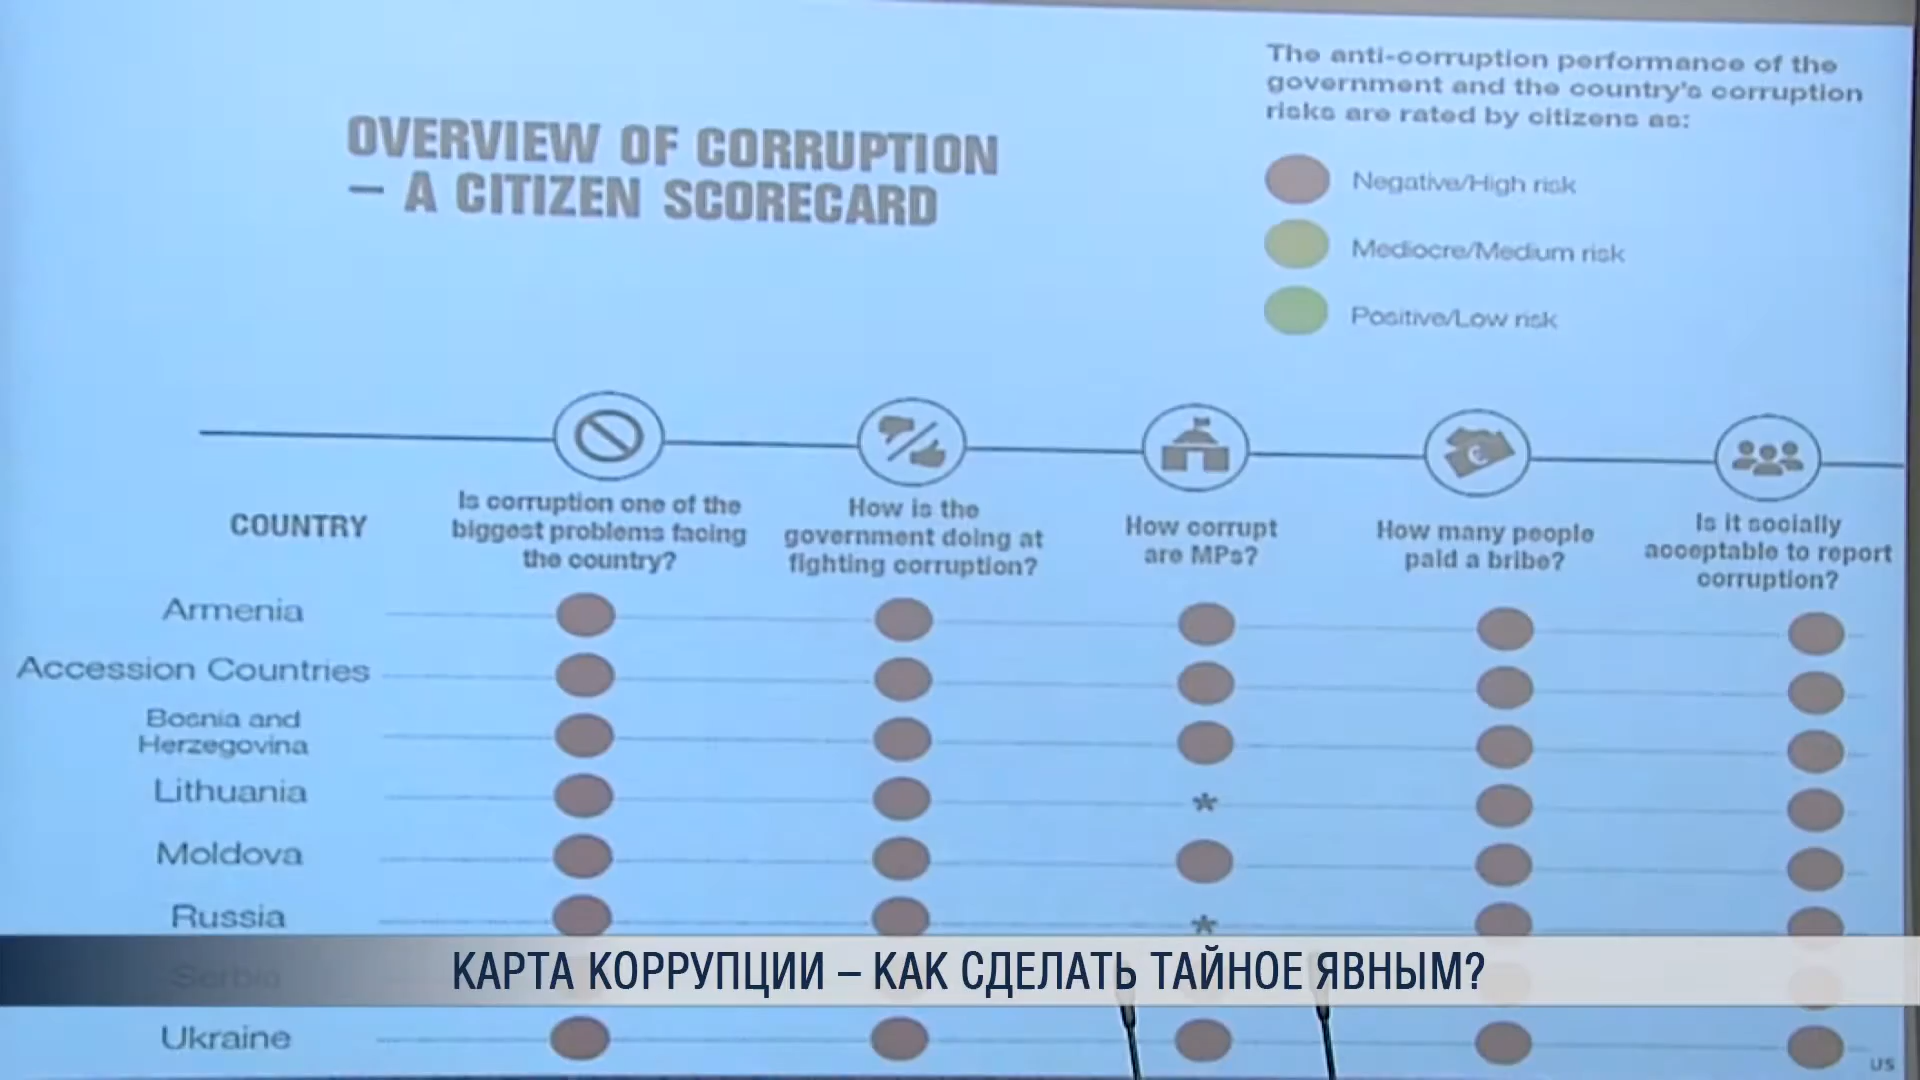 The anti-corruption performance of the
government and the country's corruption
risks are rated by citizens as:
OVERVIEW OF CORRUPTION
– A CITIZEN SCORECARD
Negative/High risk
Mediocre/Medium risk
Positive/Low risk
COUNTRY
Is corruption one of the
biggest problems facing
the country?
How is the
government doing at
fighting corruption?
How corrupt
are MPs?
How many people
paid a bribe?
Is it socially
acceptable to report
corruption?
Armenia
Accession Countries
Bosnia and
Herzegovina
Lithuania
*
Moldova
Russia
*
Serbia
КАРТА КОРРУПЦИИ – КАК СДЕЛАТЬ ТАЙНОЕ ЯВНЫМ?
Ukraine
US